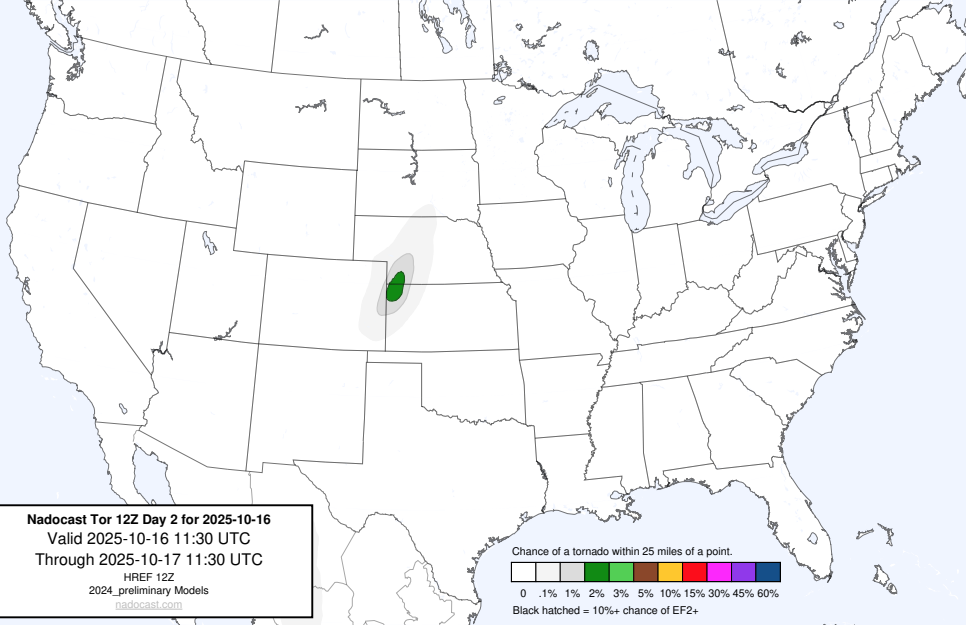 Nadocast Tor 12Z Day 2 for 2025-10-16
Valid 2025-10-16 11:30 UTC
Through 2025-10-17 11:30 UTC
HREF 12Z
2024_preliminary Models
nadocast.com
Chance of a tornado within 25 miles of a point.
0 .1% 1% 2% 3% 5% 10% 15% 30% 45% 60%
Black hatched = 10%+ chance of EF2+